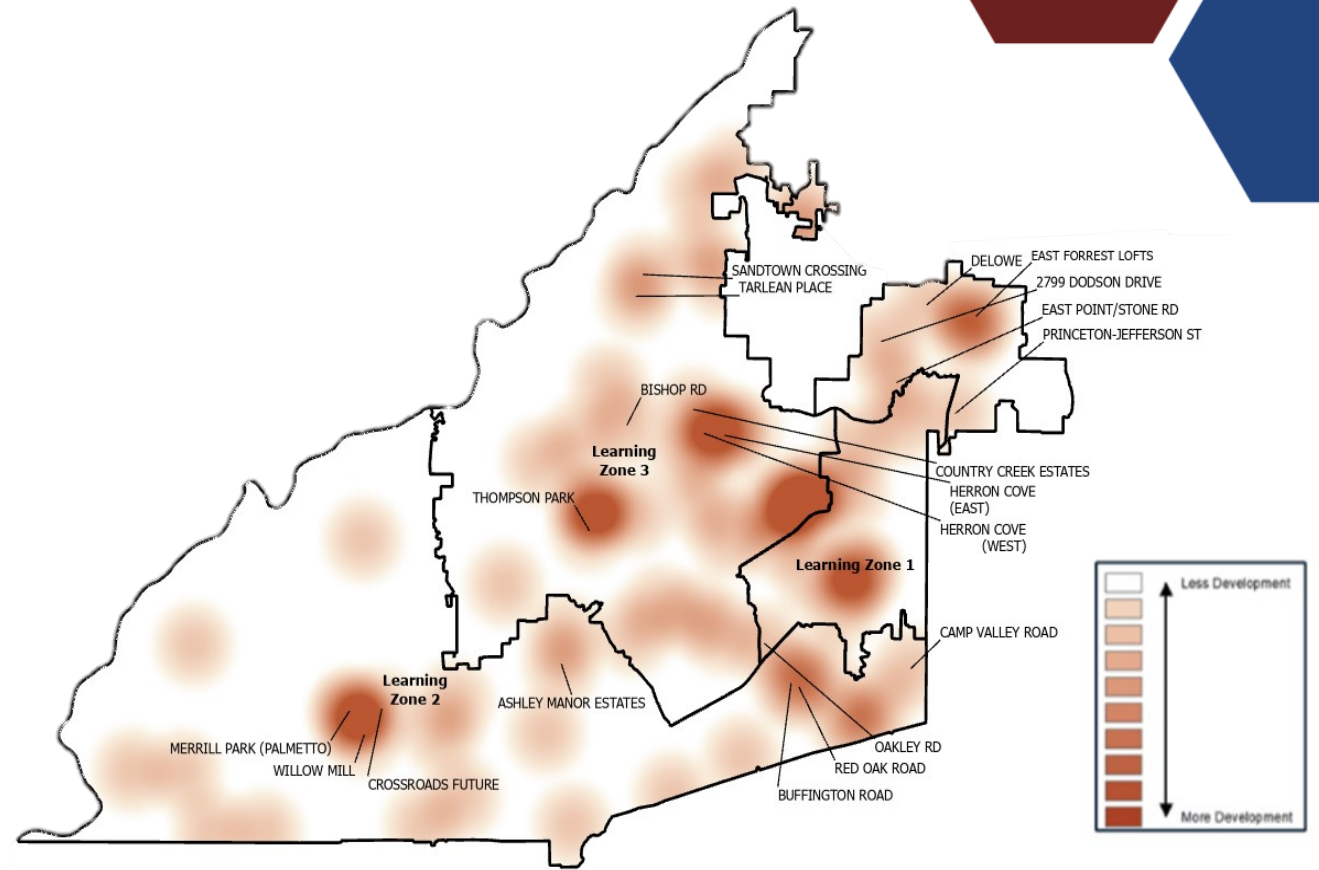 DELOWE
EAST FORREST LOFTS
SANDTOWN CROSSING
TARLEAN PLACE
2799 DODSON DRIVE
EAST POINT/STONE RD
PRINCETON-JEFFERSON ST
BISHOP RD
Learning
Zone 3
COUNTRY CREEK ESTATES
HERRON COVE
(EAST)
THOMPSON PARK
HERRON COVE
(WEST)
Learning Zone 1
Less Development
CAMP VALLEY ROAD
Learning
Zone 2
ASHLEY MANOR ESTATES
MERRILL PARK (PALMETTO)
WILLOW MILL
CROSSROADS FUTURE
OAKLEY RD
RED OAK ROAD
BUFFINGTON ROAD
More Development